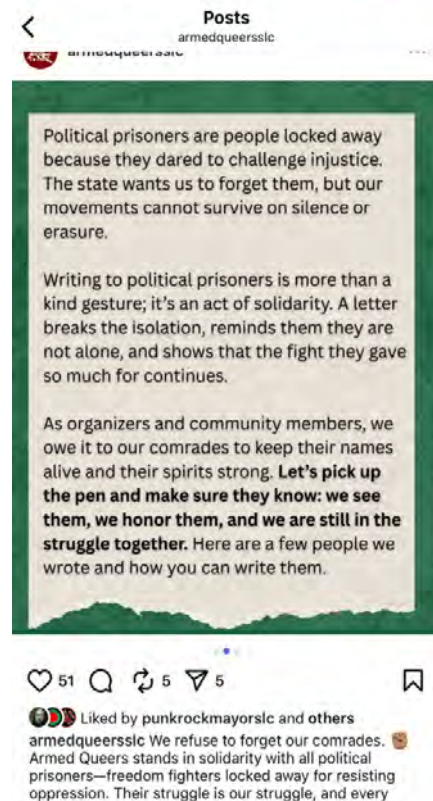 Posts
armedqueersslc
armedqueersslc
Political prisoners are people locked away
because they dared to challenge injustice.
The state wants us to forget them, but our
movements cannot survive on silence or
erasure.
Writing to political prisoners is more than a
kind gesture; it's an act of solidarity. A letter
breaks the isolation, reminds them they are
not alone, and shows that the fight they gave
so much for continues.
As organizers and community members, we
owe it to our comrades to keep their names
alive and their spirits strong. Let's pick up
the pen and make sure they know: we see
them, we honor them, and we are still in the
struggle together. Here are a few people we
wrote and how you can write them.
51 5 5
Liked by punkrockmayorslc and others
armedqueersslc We refuse to forget our comrades. ✊🏽
Armed Queers stands in solidarity with all political
prisoners—freedom fighters locked away for resisting
oppression. Their struggle is our struggle, and every